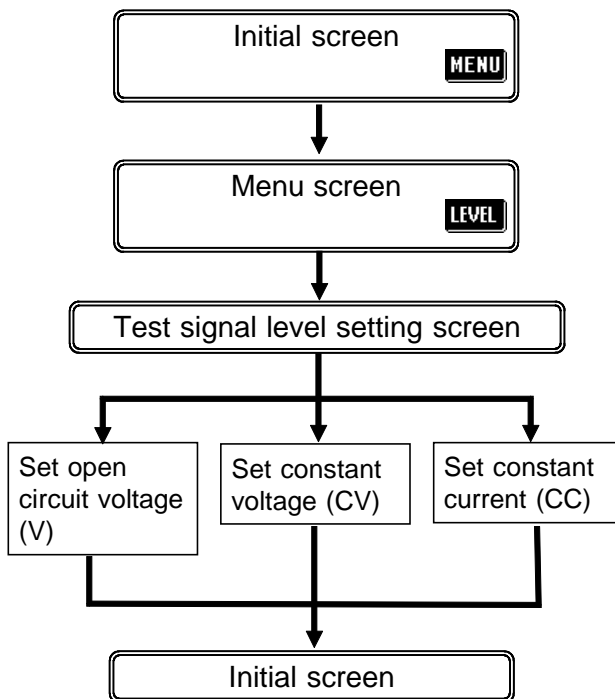 Initial screen
MENU
Menu screen
LEVEL
Test signal level setting screen
Set open
circuit voltage
(V)
Set constant
voltage (CV)
Set constant
current (CC)
Initial screen